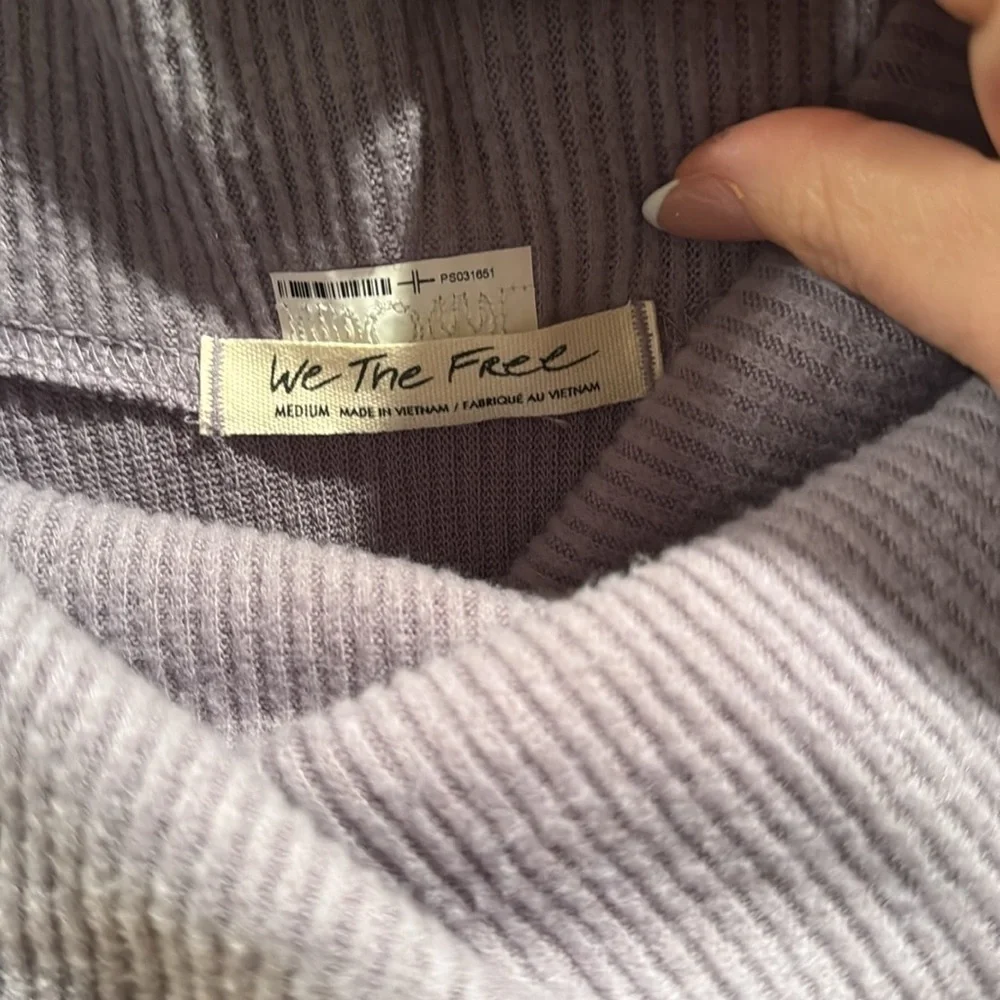 PS031651
We The Free
MEDIUM MADE IN VIETNAM / FABRIQUÉ AU VIETNAM